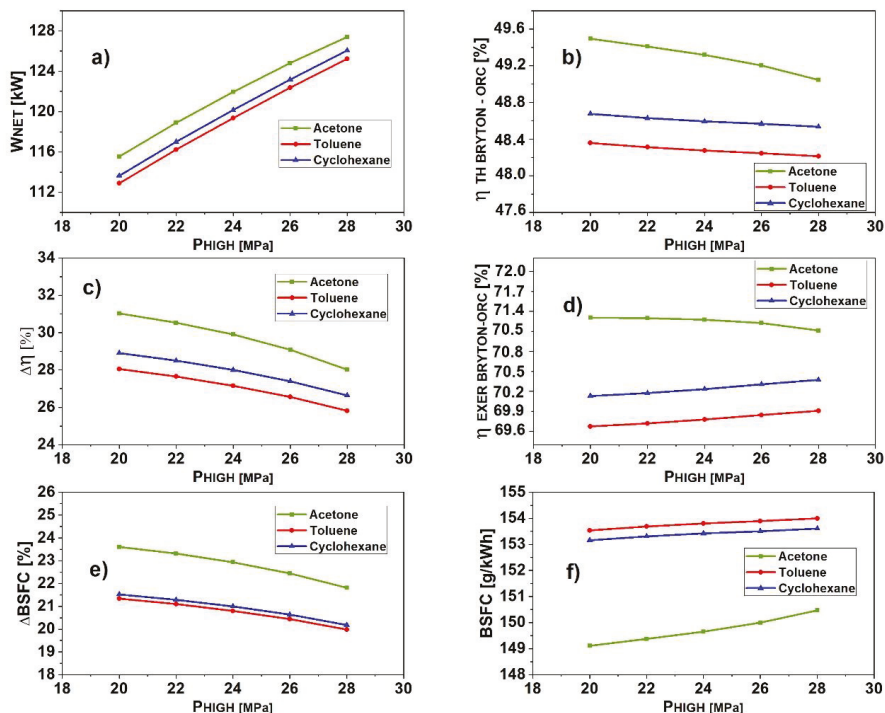 a)
WNET [kW]
128
124
120
116
112
Acetone
Toluene
Cyclohexane
18 20 22 24 26 28 30
PHIGH [MPa]
b)
η TH BRYTON - ORC [%]
49.6
49.2
48.8
48.4
48.0
47.6
Acetone
Toluene
Cyclohexane
18 20 22 24 26 28 30
PHIGH [MPa]
c)
Δη [%]
34
32
30
28
26
24
Acetone
Toluene
Cyclohexane
18 20 22 24 26 28 30
PHIGH [MPa]
d)
η EXER BRYTON-ORC [%]
72.0
71.7
71.4
70.5
70.8
70.5
70.2
69.9
69.6
Acetone
Toluene
Cyclohexane
18 20 22 24 26 28 30
PHIGH [MPa]
e)
ΔBSFC [%]
26
25
24
23
22
21
20
19
18
Acetone
Toluene
Cyclohexane
18 20 22 24 26 28 30
PHIGH [MPa]
f)
BSFC [g/kWh]
155
154
153
152
151
150
149
148
Acetone
Toluene
Cyclohexane
18 20 22 24 26 28 30
PHIGH [MPa]